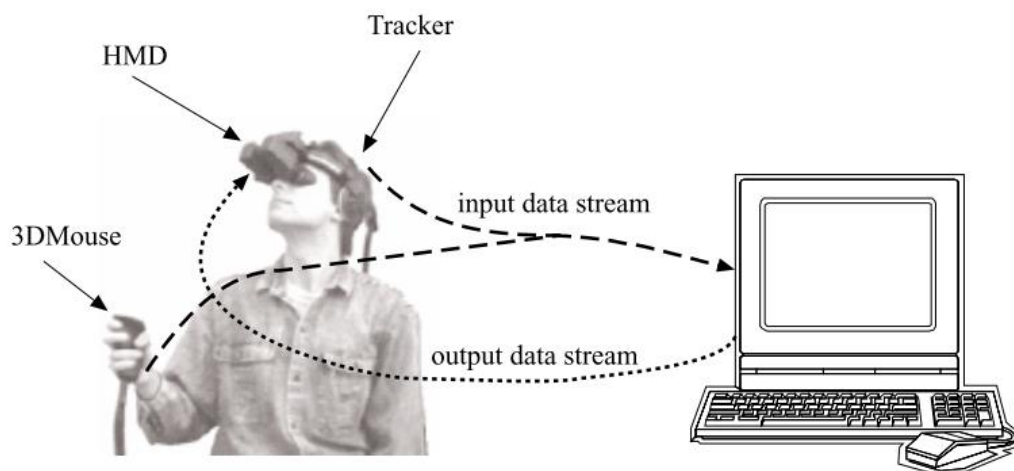 Tracker
HMD
input data stream
3DMouse
output data stream